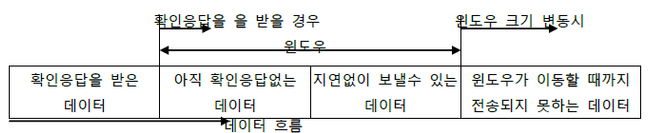 확인응답을 을 받을 경우
윈도우 크기 변동시
윈도우
확인응답을 받은
데이터
아직 확인응답없는
데이터
지연없이 보낼수 있는
데이터
윈도우가 이동할 때까지
전송되지 못하는 데이터
데이터 흐름